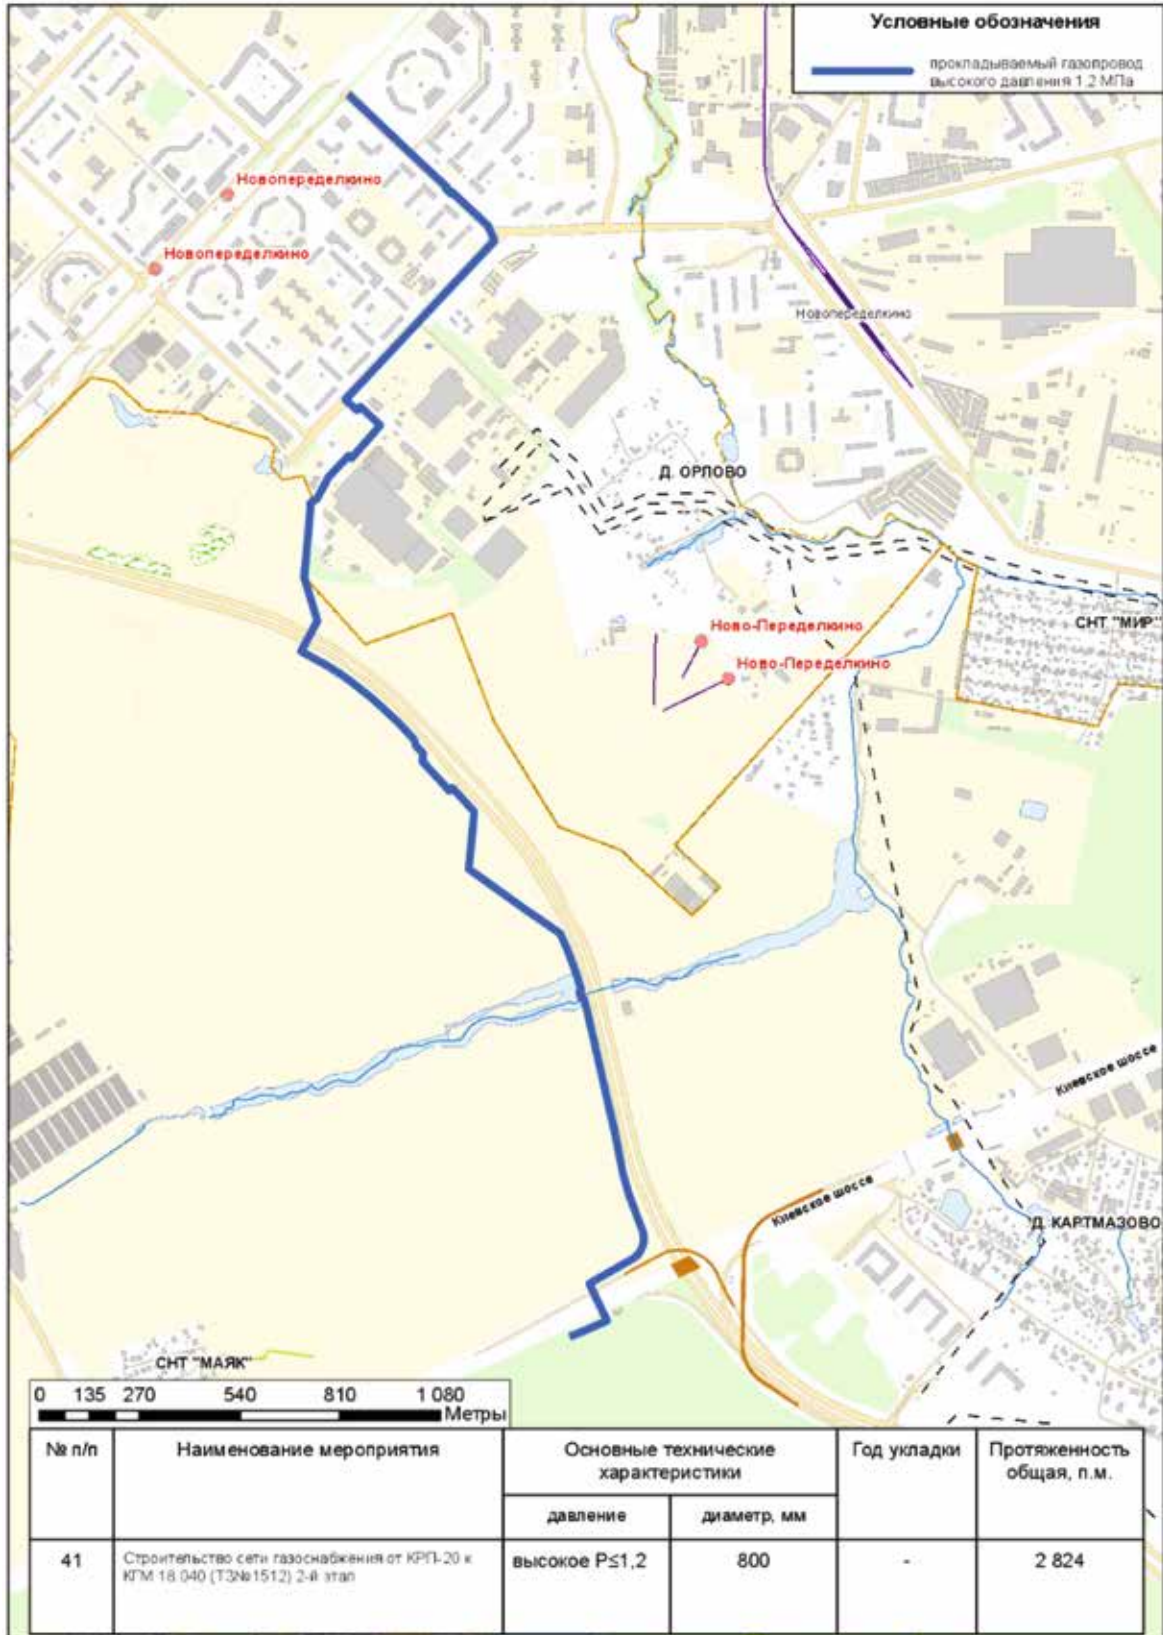 Условные обозначения
прокладываемый газопровод
высокого давления 1,2 МПа
Новопеределкино
Новопеределкино
Новопеределкино
Д. ОРЛОВО
СНТ "МИР"
Ново-Переделкино
Ново-Переделкино
Киевское шоссе
Киевское шоссе
Д. КАРТМАЗОВО
СНТ "МАЯК"
0 135 270 540 810 1 080
Метры
№ п/п Наименование мероприятия Основные технические характеристики Год укладки Протяженность общая, п.м.
давление диаметр, мм
41 Строительство сети газоснабжения от КРП-20 к высокое P≤1,2 800 - 2 824
КГМ 18.040 (ТЗ№1512) 2-й этап